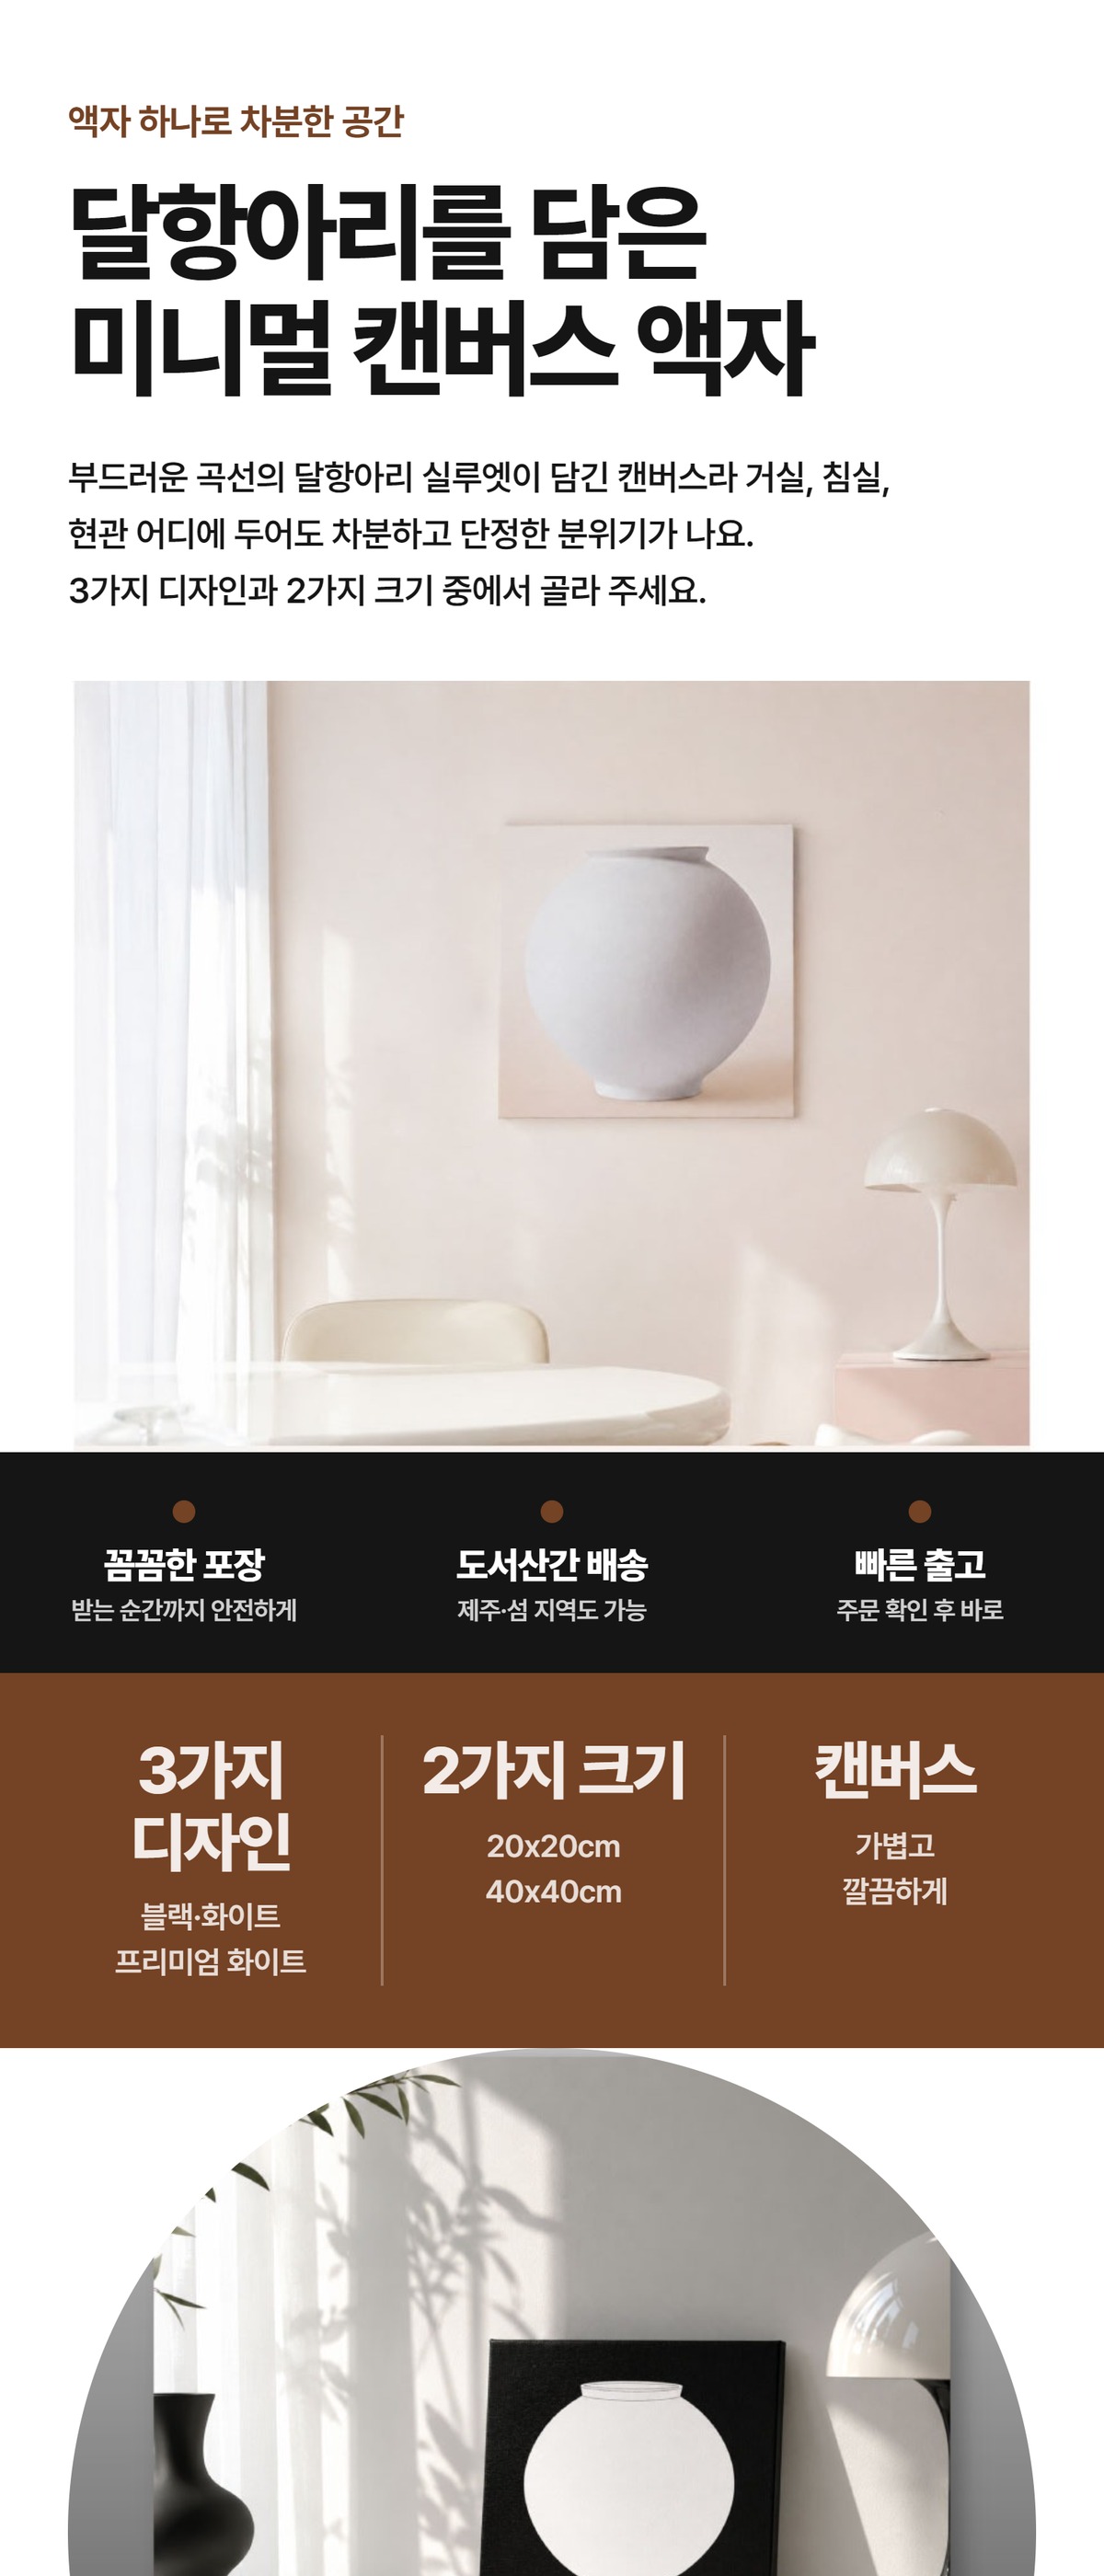 액자 하나로 차분한 공간
달항아리를 담은
미니멀 캔버스 액자
부드러운 곡선의 달항아리 실루엣이 담긴 캔버스라 거실, 침실,
현관 어디에 두어도 차분하고 단정한 분위기가 나요.
3가지 디자인과 2가지 크기 중에서 골라 주세요.
꼼꼼한 포장
받는 순간까지 안전하게
도서산간 배송
제주·섬 지역도 가능
빠른 출고
주문 확인 후 바로
3가지
디자인
블랙·화이트
프리미엄 화이트
2가지 크기
20x20cm
40x40cm
캔버스
가볍고
깔끔하게